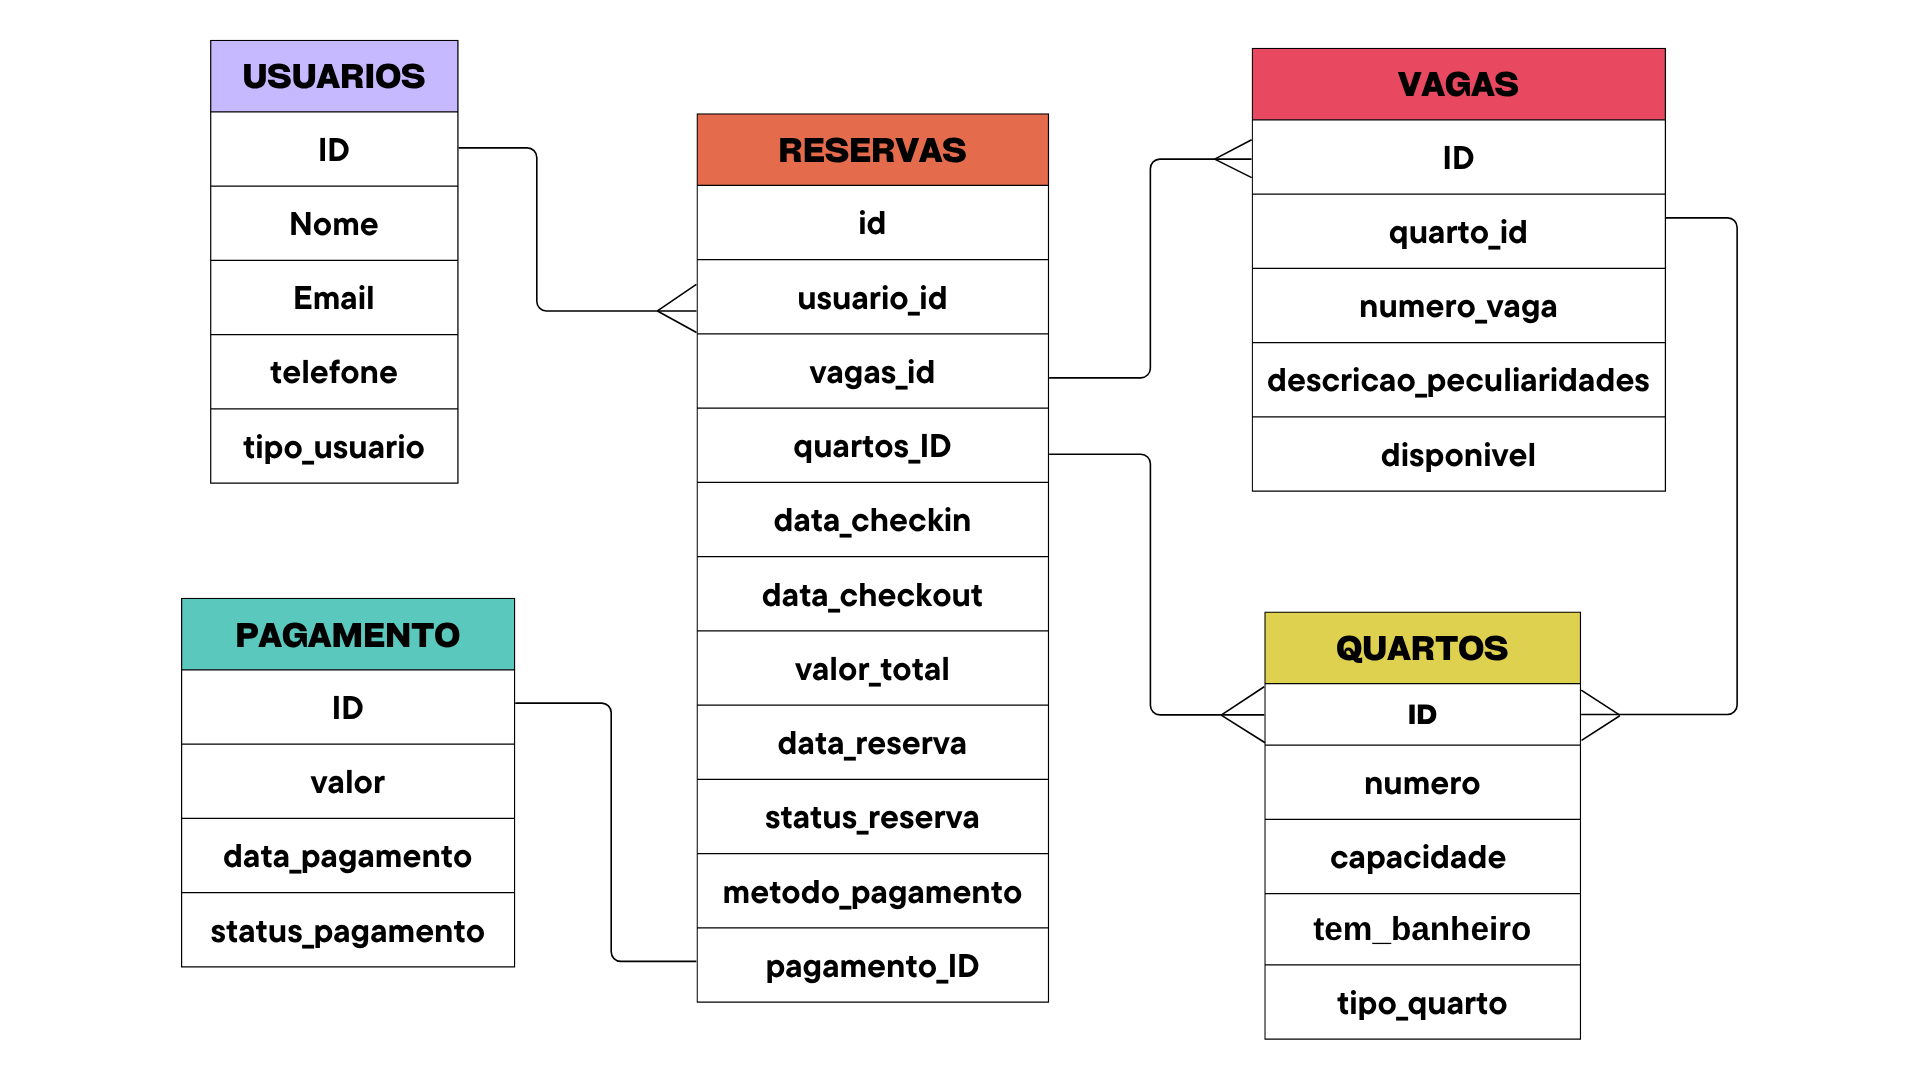 USUARIOS
ID
Nome
Email
telefone
tipo_usuario
PAGAMENTO
ID
valor
data_pagamento
status_pagamento
RESERVAS
id
usuario_id
vagas_id
quartos_ID
data_checkin
data_checkout
valor_total
data_reserva
status_reserva
metodo_pagamento
pagamento_ID
VAGAS
ID
quarto_id
numero_vaga
descricao_peculiaridades
disponivel
QUARTOS
ID
numero
capacidade
tem_banheiro
tipo_quarto